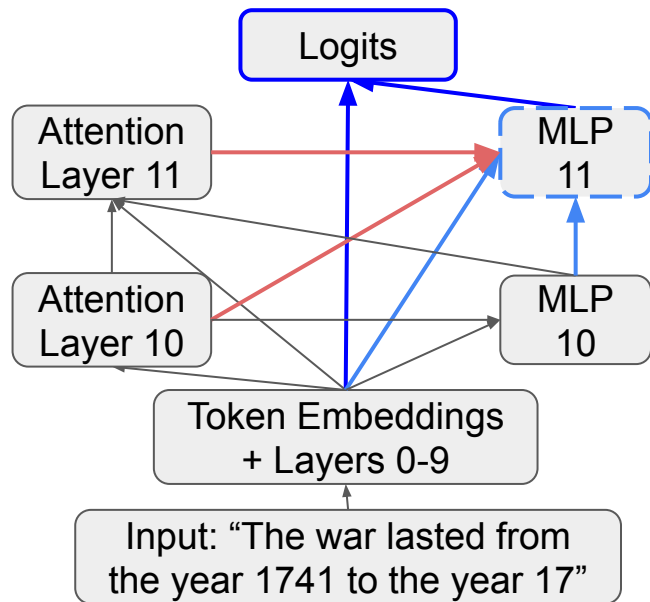 Logits
Attention
Layer 11
MLP
11
Attention
Layer 10
MLP
10
Token Embeddings
+ Layers 0-9
Input: “The war lasted from
the year 1741 to the year 17”